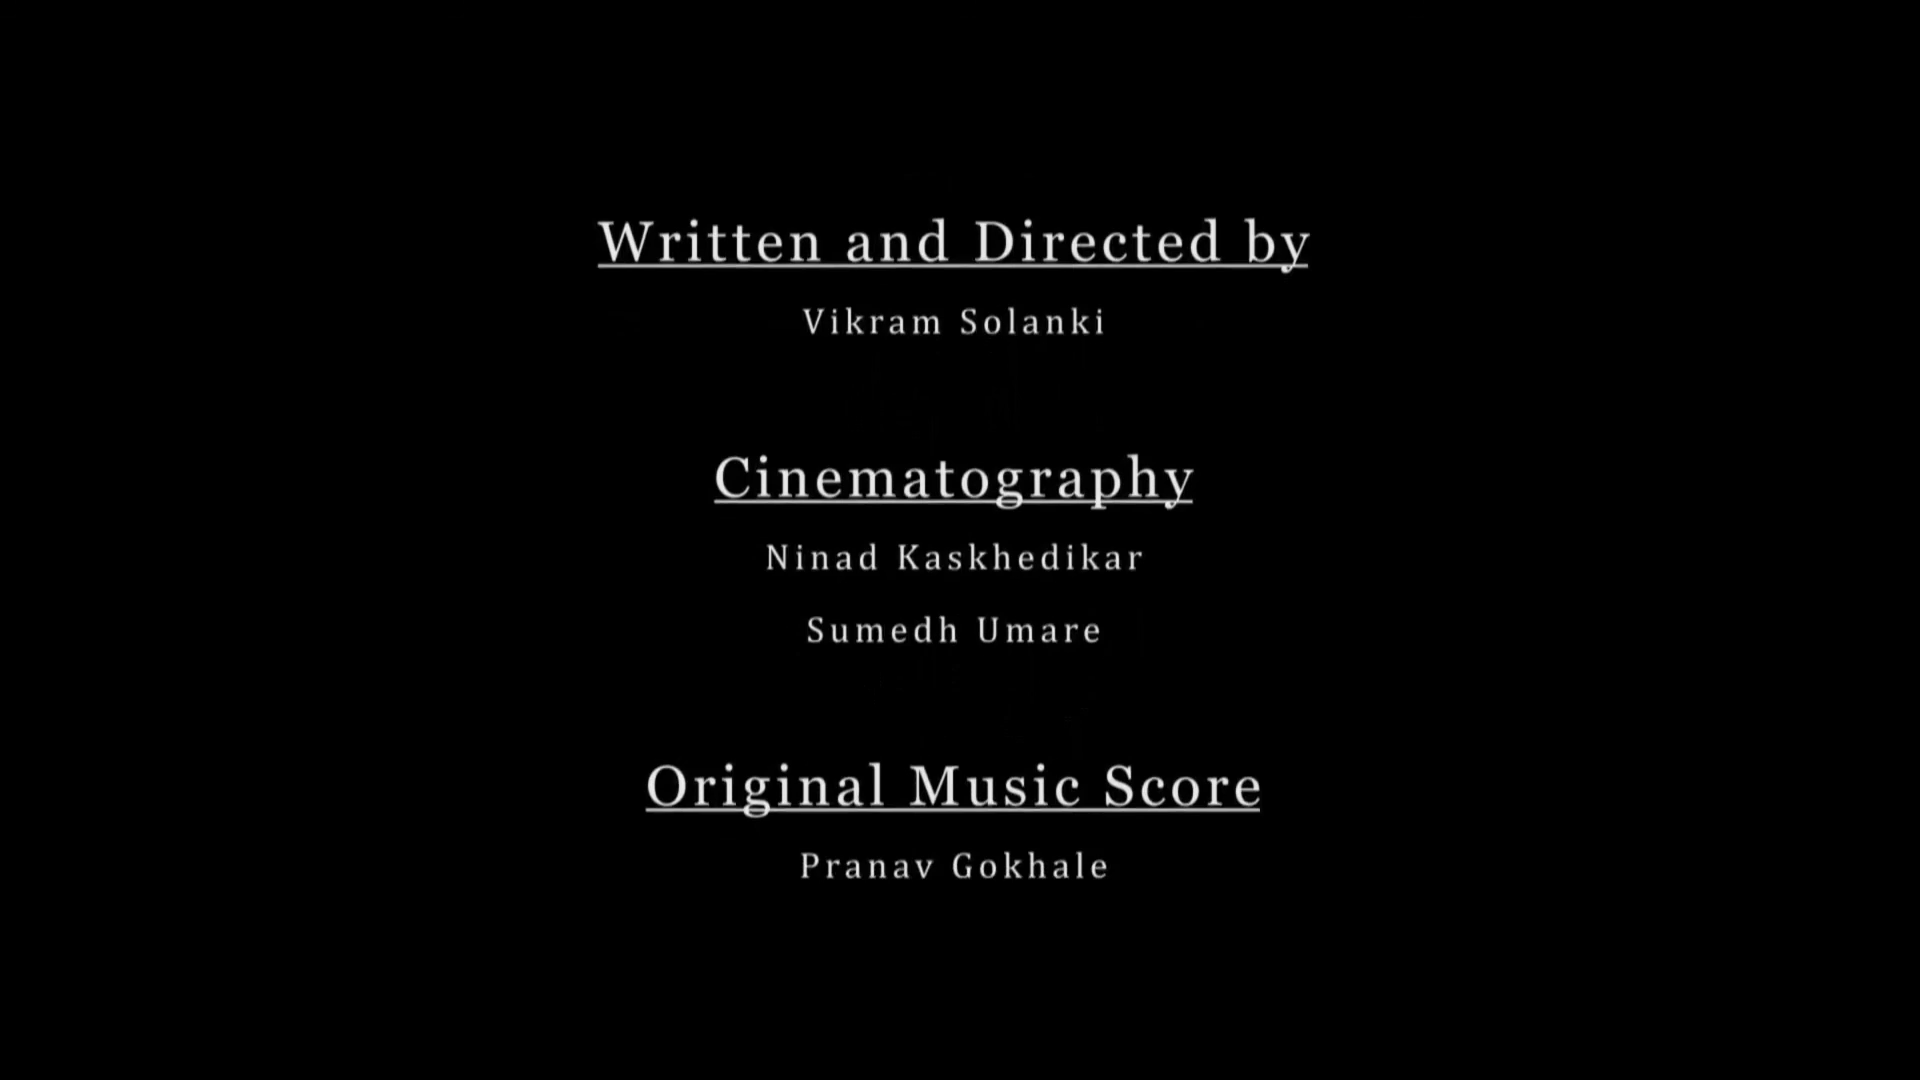 Written and Directed by
Vikram Solanki
Cinematography
Ninad Kaskhedikar
Sumedh Umare
Original Music Score
Pranav Gokhale